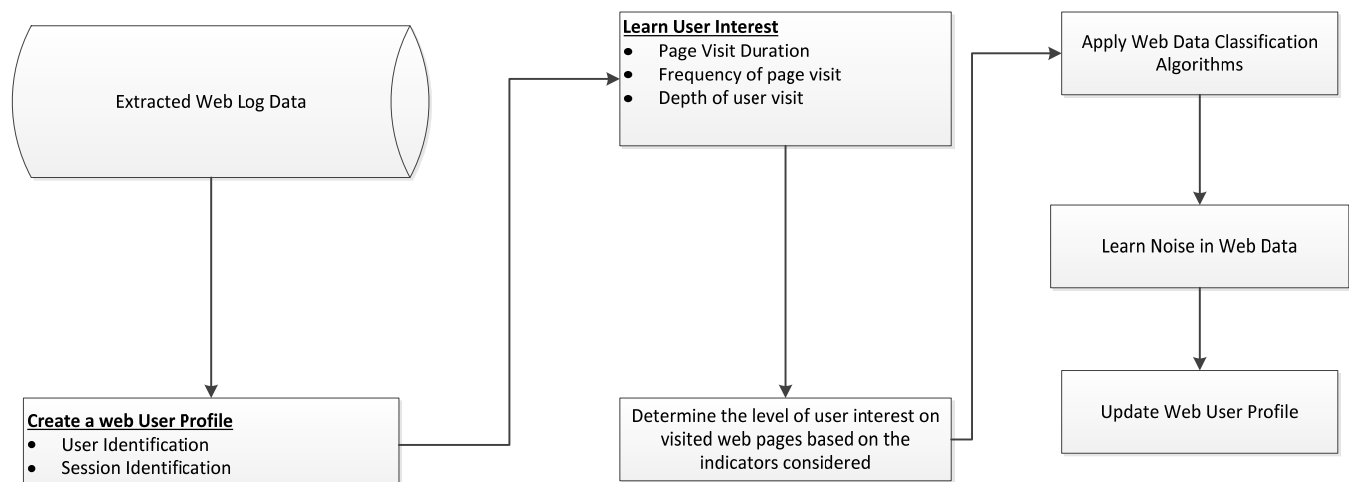 Extracted Web Log Data
Create a web User Profile
● User Identification
● Session Identification
Learn User Interest
● Page Visit Duration
● Frequency of page visit
● Depth of user visit
Determine the level of user interest on
visited web pages based on the
indicators considered
Apply Web Data Classification
Algorithms
Learn Noise in Web Data
Update Web User Profile